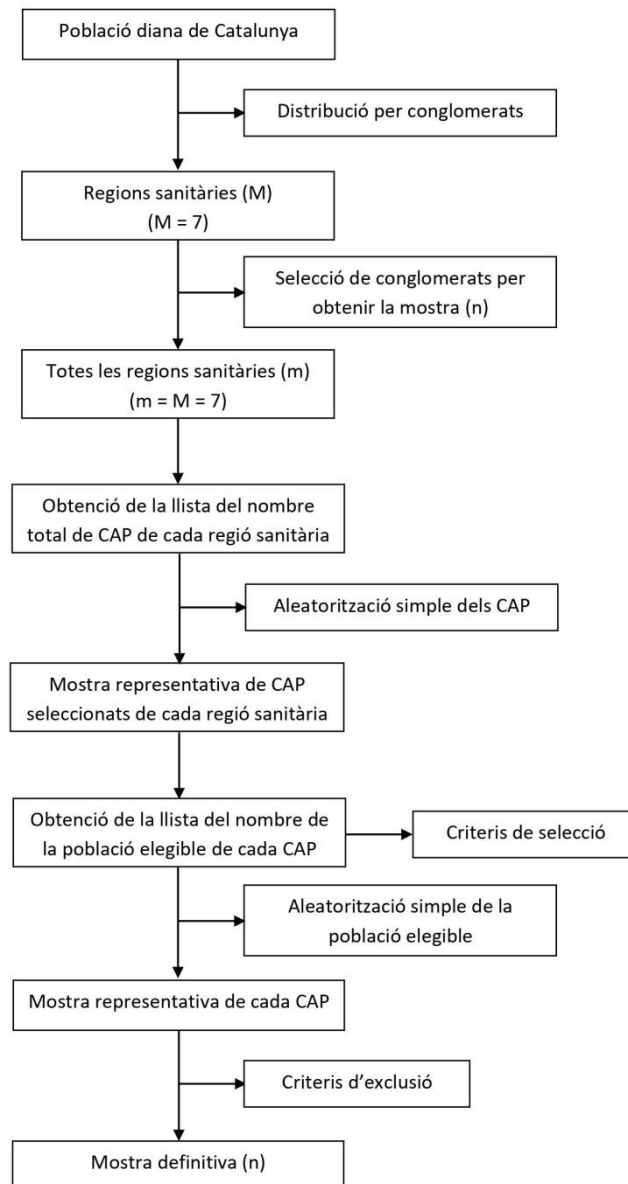 Població diana de Catalunya
Distribució per conglomerats
Regions sanitàries (M)
(M = 7)
Selecció de conglomerats per
obtenir la mostra (n)
Totes les regions sanitàries (m)
(m = M = 7)
Obtenció de la llista del nombre
total de CAP de cada regió sanitària
Aleatorització simple dels CAP
Mostra representativa de CAP
seleccionats de cada regió sanitària
Obtenció de la llista del nombre de
la població elegible de cada CAP
Criteris de selecció
Aleatorització simple de la
població elegible
Mostra representativa de cada CAP
Criteris d’exclusió
Mostra definitiva (n)